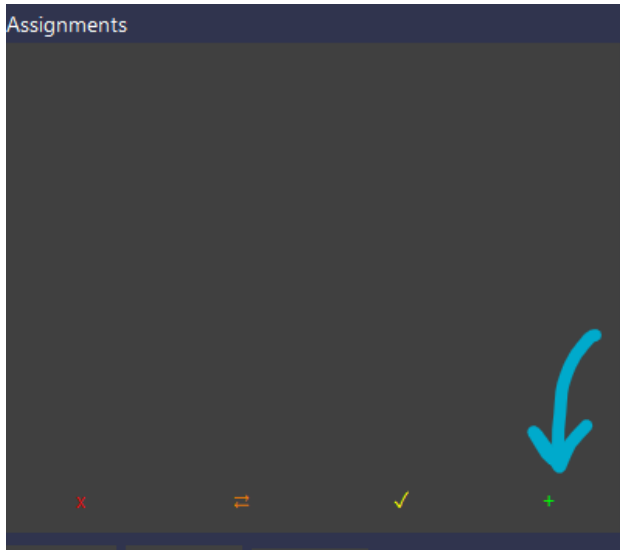 Assignments
x ⇄ ✓ +